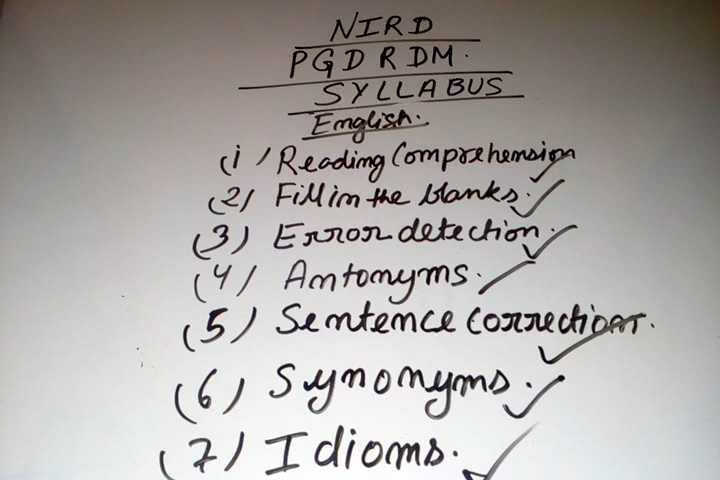 NIRD
PGDRDM.
SYLLABUS
English.
(1) Reading Comprehension
(2) Fill in the blanks.
(3) Error detection.
(4) Antonyms.
(5) Sentence Correction.
(6) Synonyms.
(7) Idioms.